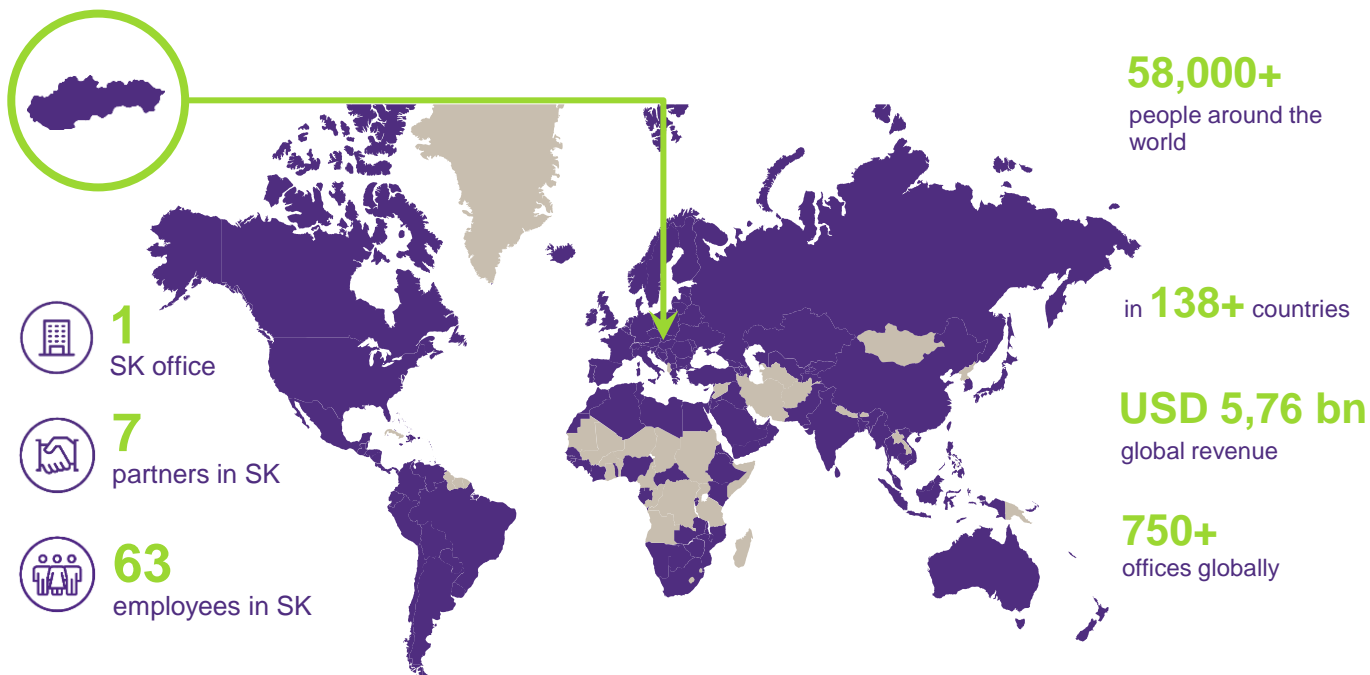 1
SK office
7
partners in SK
63
employees in SK
58,000+
people around the
world
in 138+ countries
USD 5,76 bn
global revenue
750+
offices globally